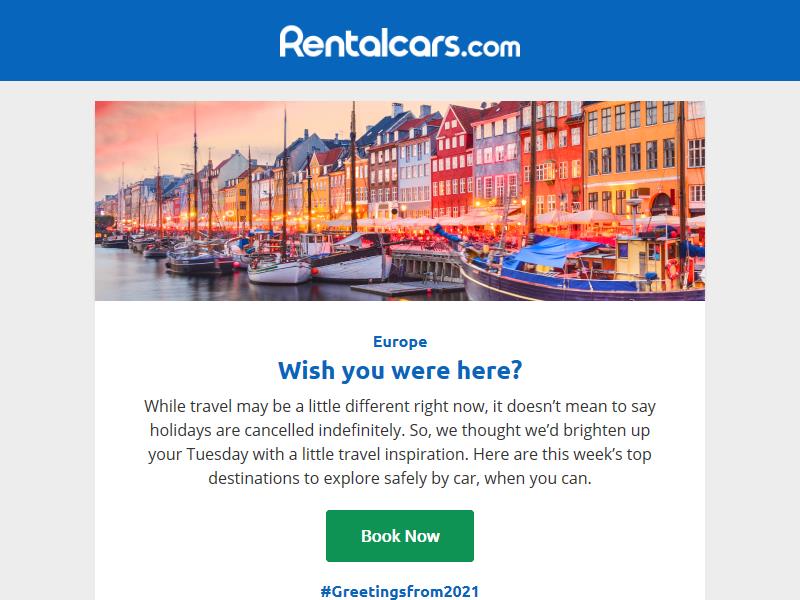 Rentalcars.com
Europe
Wish you were here?
While travel may be a little different right now, it doesn’t mean to say
holidays are cancelled indefinitely. So, we thought we’d brighten up
your Tuesday with a little travel inspiration. Here are this week’s top
destinations to explore safely by car, when you can.
Book Now
#Greetingsfrom2021